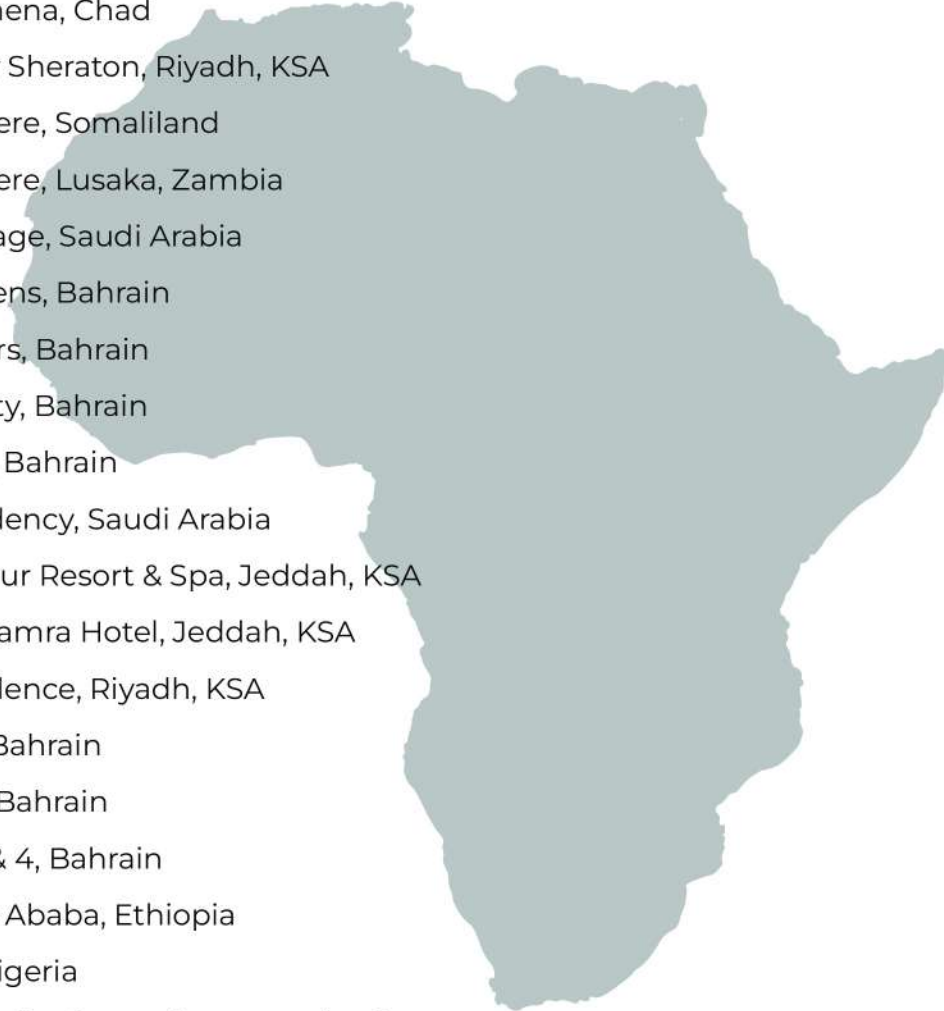 ena, Chad
Sheraton, Riyadh, KSA
ere, Somaliland
ere, Lusaka, Zambia
age, Saudi Arabia
ens, Bahrain
rs, Bahrain
ty, Bahrain
Bahrain
dency, Saudi Arabia
ur Resort & Spa, Jeddah, KSA
amra Hotel, Jeddah, KSA
dence, Riyadh, KSA
Bahrain
Bahrain
& 4, Bahrain
Ababa, Ethiopia
igeria